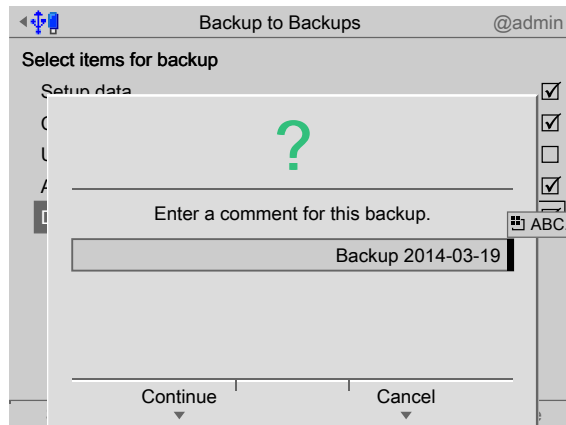 Backup to Backups @admin
Select items for backup
Setup data
?
Enter a comment for this backup.
ABC
Backup 2014-03-19
Continue Cancel